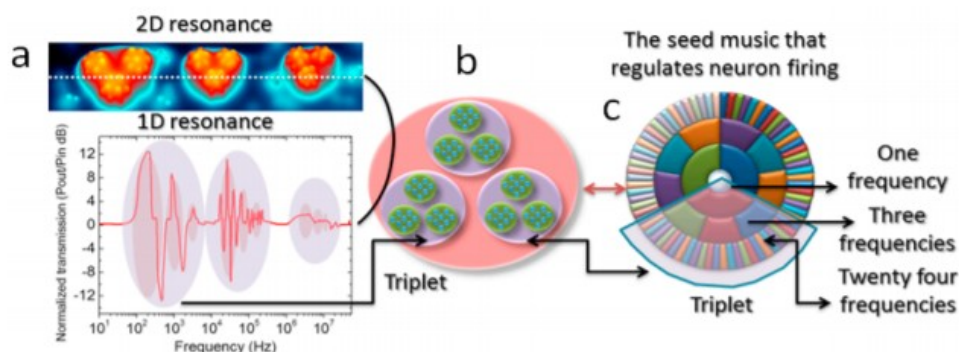 2D resonance
a
1D resonance
Normalized transmission (Pout/Pin dB)
12
8
4
0
-4
-8
-12
10¹ 10² 10³ 10⁴ 10⁵ 10⁶ 10⁷
Frequency (Hz)
b
Triplet
The seed music that
regulates neuron firing
c
One
frequency
Three
frequencies
Twenty four
frequencies
Triplet